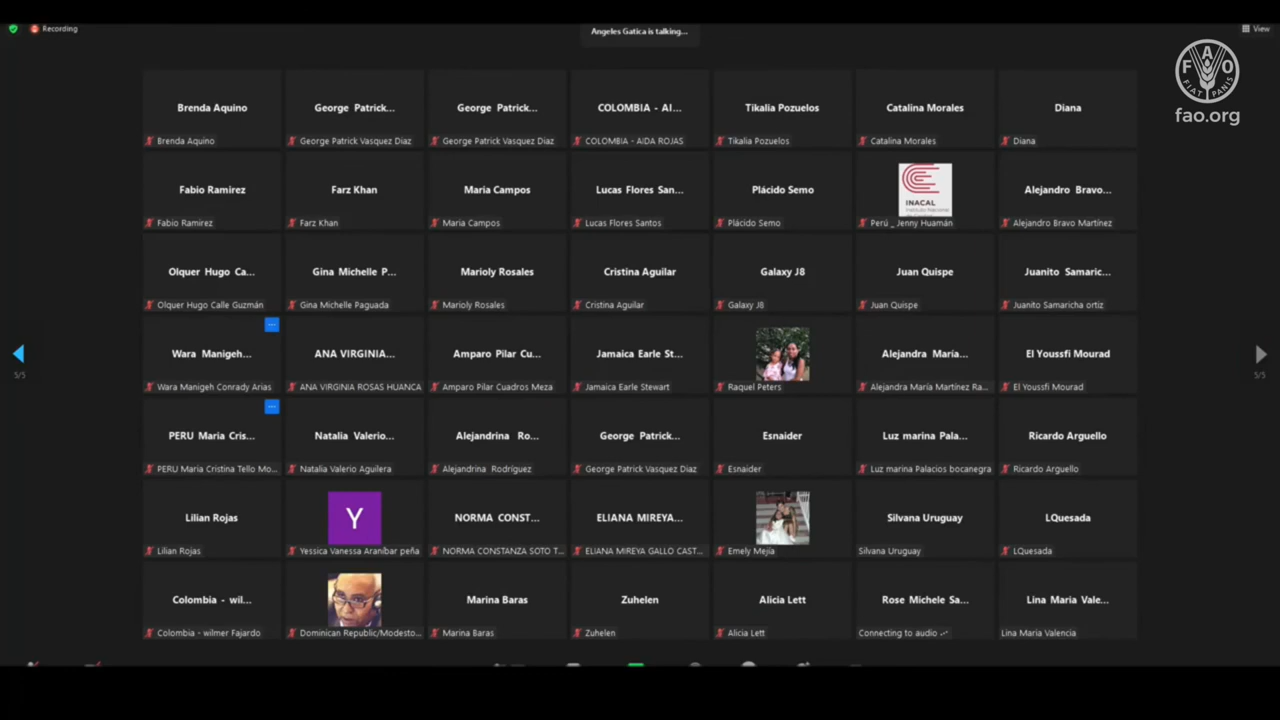 Recording
Angeles Gatica is talking...
View
FAO
FIAT PANIS
fao.org
Brenda Aquino
George Patrick...
George Patrick...
COLOMBIA - AI...
Tikalia Pozuelos
Catalina Morales
Diana
Brenda Aquino
George Patrick Vasquez Diaz
George Patrick Vasquez Diaz
COLOMBIA - AIDA ROJAS
Tikalia Pozuelos
Catalina Morales
Diana
Fabio Ramirez
Farz Khan
Maria Campos
Lucas Flores San...
Plácido Semo
INACAL
Alejandro Bravo...
Fabio Ramirez
Farz Khan
Maria Campos
Lucas Flores Santos
Plácido Semo
Perú _ Jenny Huamán
Alejandro Bravo Martínez
Olquer Hugo Ca...
Gina Michelle P...
Marioly Rosales
Cristina Aguilar
Galaxy J8
Juan Quispe
Juanito Samaric...
Olquer Hugo Calle Guzmán
Gina Michelle Paguada
Marioly Rosales
Cristina Aguilar
Galaxy J8
Juan Quispe
Juanito Samaricha ortiz
Wara Manigeh...
ANA VIRGINIA...
Amparo Pilar Cu...
Jamaica Earle St...
Alejandra María...
El Youssfi Mourad
5/5
5/5
Wara Manigeh Conrady Arias
ANA VIRGINIA ROSAS HUANCA
Amparo Pilar Cuadros Meza
Jamaica Earle Stewart
Raquel Peters
Alejandra María Martínez Ra...
El Youssfi Mourad
PERU Maria Cris...
Natalia Valerio...
Alejandrina Ro...
George Patrick...
Esnaider
Luz marina Pala...
Ricardo Arguello
PERU Maria Cristina Tello Mo...
Natalia Valerio Aguilera
Alejandrina Rodríguez
George Patrick Vasquez Diaz
Esnaider
Luz marina Palacios bocanegra
Ricardo Arguello
Lilian Rojas
Y
NORMA CONST...
ELIANA MIREYA...
Silvana Uruguay
LQuesada
Lilian Rojas
Yessica Vanessa Araníbar peña
NORMA CONSTANZA SOTO T...
ELIANA MIREYA GALLO CAST...
Emely Mejía
Silvana Uruguay
LQuesada
Colombia - wil...
Marina Baras
Zuhelen
Alicia Lett
Rose Michele Sa...
Lina Maria Vale...
Colombia - wilmer Fajardo
Dominican Republic/Modesto...
Marina Baras
Zuhelen
Alicia Lett
Connecting to audio
Lina Maria Valencia